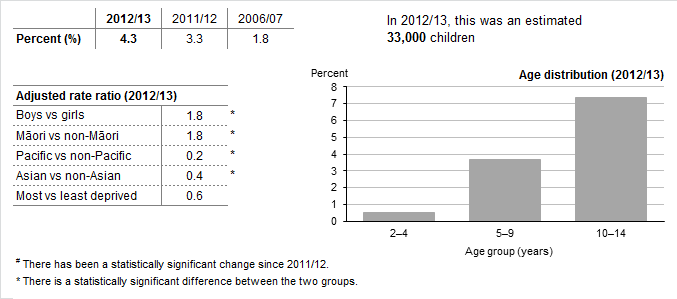 2012/13 2011/12 2006/07
Percent (%) 4.3 3.3 1.8
In 2012/13, this was an estimated
33,000 children
Adjusted rate ratio (2012/13)
Boys vs girls 1.8 *
Māori vs non-Māori 1.8 *
Pacific vs non-Pacific 0.2 *
Asian vs non-Asian 0.4 *
Most vs least deprived 0.6
Percent Age distribution (2012/13)
8
7
6
5
4
3
2
1
0
2–4 5–9 10–14
Age group (years)
# There has been a statistically significant change since 2011/12.
* There is a statistically significant difference between the two groups.